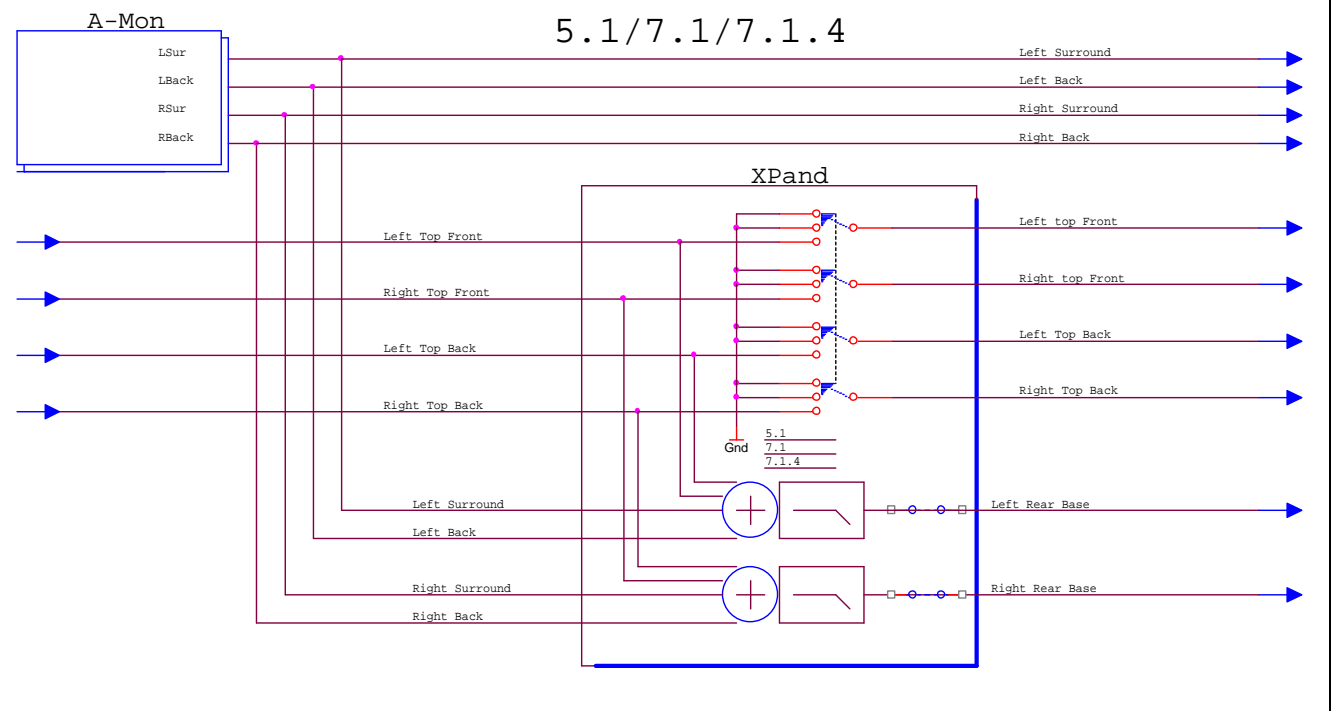 A-Mon
5.1/7.1/7.1.4
LSur
Left Surround
LBack
Left Back
RSur
Right Surround
RBack
Right Back
XPand
Left Top Front
Left top Front
Right Top Front
Right top Front
Left Top Back
Left Top Back
Right Top Back
Right Top Back
Gnd
5.1
7.1
7.1.4
Left Surround
Left Rear Base
Left Back
Right Surround
Right Rear Base
Right Back